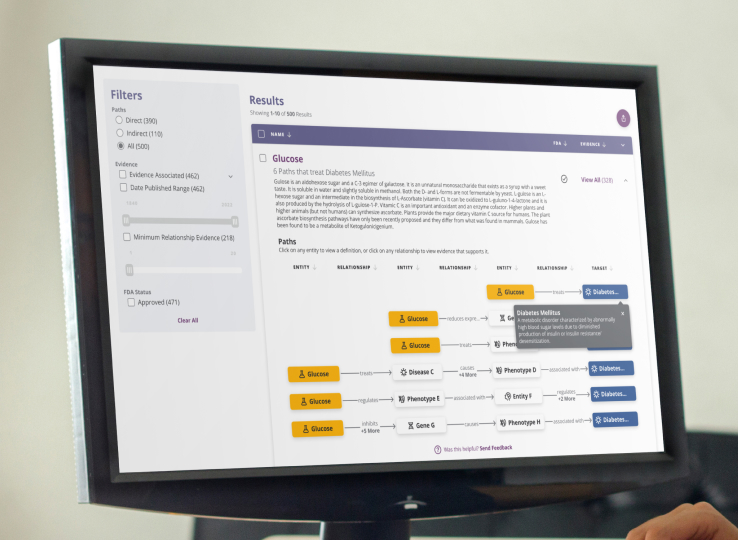 Filters
Paths
Direct (390)
Indirect (110)
All (500)
Evidence
Evidence Associated (462)
Date Published Range (462)
Minimum Relationship Evidence (218)
1
FDA Status
Approved (471)
Clear All
Results
Showing 1-10 of 500 Results
NAME
FDA
EVIDENCE
Glucose
6 Paths that treat Diabetes Mellitus
View All (328)
Gulose is an aldohexose sugar and a C-3 epimer of galactose. It is an unnatural monosaccharide that exists as a syrup with a sweet
taste. It is soluble in water and slightly soluble in methanol. Both the D- and L-forms are not fermentable by yeast. L-gulose is an L-
hexose sugar and an intermediate in the biosynthesis of L-Ascorbate (vitamin C). It can be oxidized to L-gulono-1-4-lactone and it is
also produced by the hydrolysis of L-gulose-1-P. Vitamin C is an important antioxidant and an enzyme cofactor. Higher plants and
higher animals (but not humans) can synthesize ascorbate. Plants provide the major dietary vitamin C source for humans. The plant
ascorbate biosynthesis pathways have only been recently proposed and they differ from what was found in mammals. Gulose has
been found to be a metabolite of Ketogulonicigenium.
Paths
Click on any entity to view a definition, or click on any relationship to view evidence that supports it.
ENTITY RELATIONSHIP ENTITY RELATIONSHIP ENTITY RELATIONSHIP TARGET
Glucose treats Diabetes...
Glucose reduces expre... Ge
Diabetes Mellitus x
A metabolic disorder characterized by abnormally
high blood sugar levels due to diminished
production of insulin or insulin resistance/
desensitization.
Glucose treats Phen
Glucose treats Disease C causes +4 More Phenotype D associated with Diabetes...
Glucose regulates Phenotype E associated with Entity F regulates +2 More Diabetes...
Glucose inhibits +5 More Gene G causes Phenotype H associated with Diabetes...
Was this helpful? Send Feedback